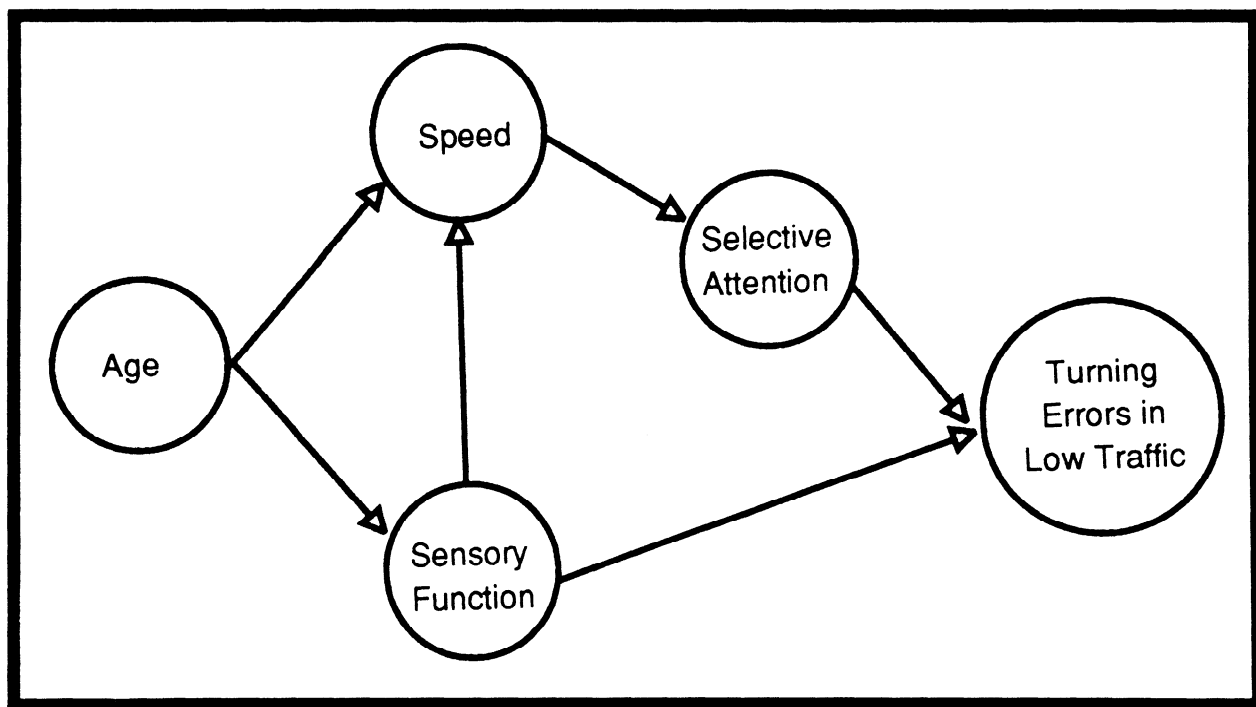 Speed
Selective
Attention
Age
Turning
Errors in
Low Traffic
Sensory
Function